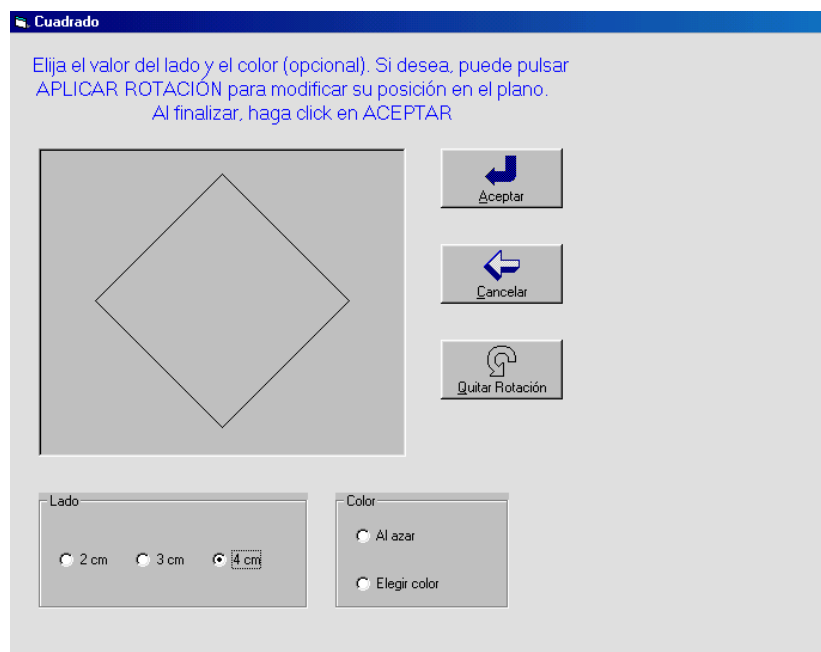 Cuadrado
Elija el valor del lado y el color (opcional). Si desea, puede pulsar
APLICAR ROTACIÓN para modificar su posición en el plano.
Al finalizar, haga click en ACEPTAR
Aceptar
Cancelar
Quitar Rotación
Lado
2 cm 3 cm 4 cm
Color
Al azar
Elegir color